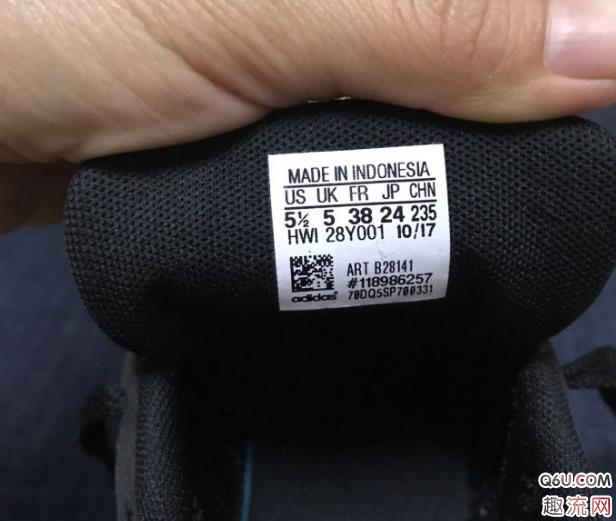 MADE IN INDONESIA
US UK FR JP CHN
5½ 5 38 24 235
HWI 28Y001 10/17
ART B28141
#118986257
adidas 70DQ5SP700331
Q6U.COM
趣流网